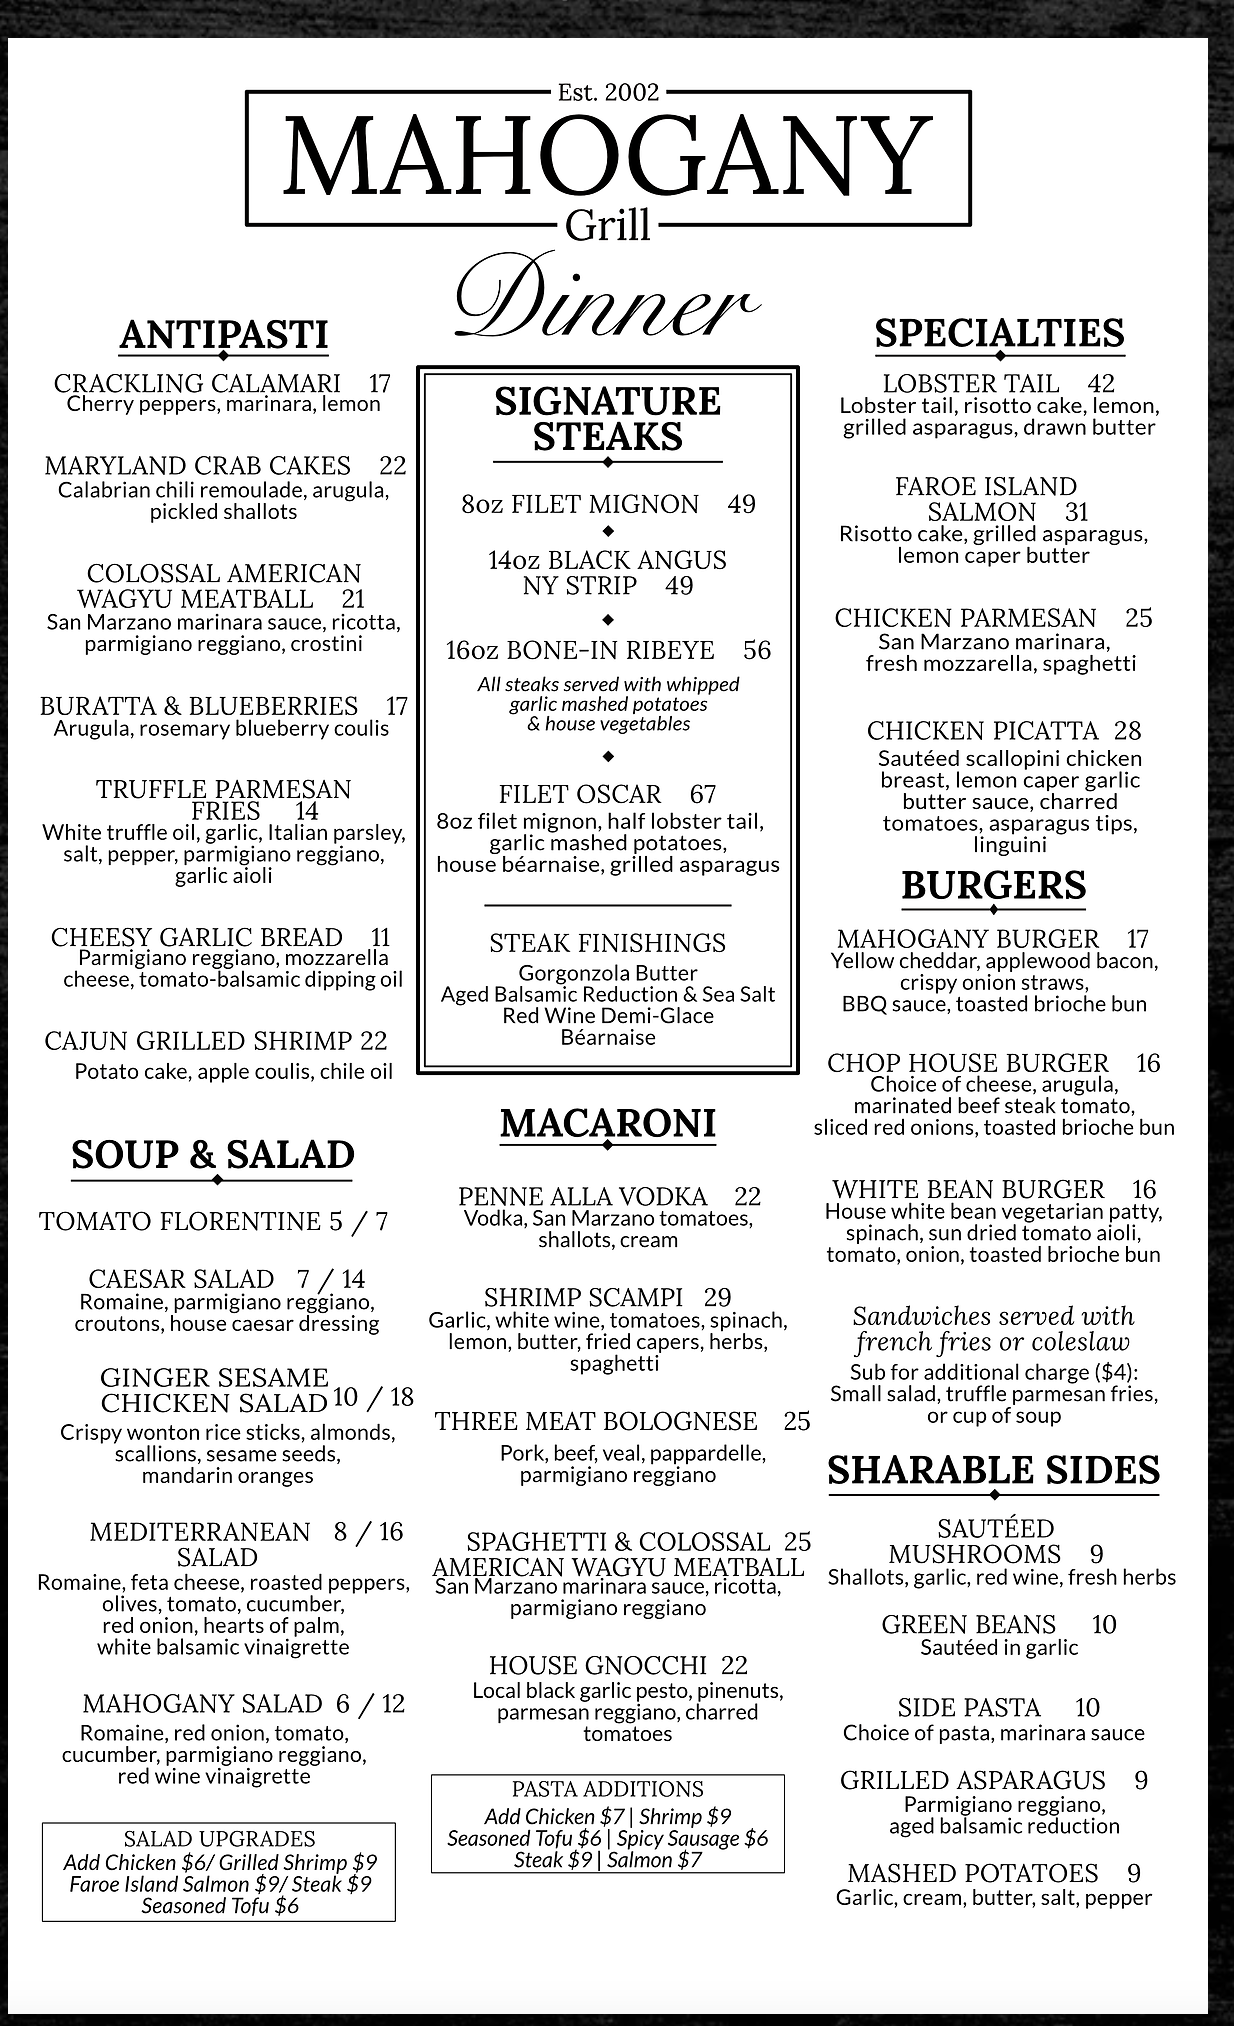 Est. 2002
MAHOGANY
Grill
Dinner
ANTIPASTI
CRACKLING CALAMARI 17
Cherry peppers, marinara, lemon
MARYLAND CRAB CAKES 22
Calabrian chili remoulade, arugula,
pickled shallots
COLOSSAL AMERICAN
WAGYU MEATBALL 21
San Marzano marinara sauce, ricotta,
parmigiano reggiano, crostini
BURATTA & BLUEBERRIES 17
Arugula, rosemary blueberry coulis
TRUFFLE PARMESAN
FRIES 14
White truffle oil, garlic, Italian parsley,
salt, pepper, parmigiano reggiano,
garlic aioli
CHEESY GARLIC BREAD 11
Parmigiano reggiano, mozzarella
cheese, tomato-balsamic dipping oil
CAJUN GRILLED SHRIMP 22
Potato cake, apple coulis, chile oil
SOUP & SALAD
TOMATO FLORENTINE 5 / 7
CAESAR SALAD 7 / 14
Romaine, parmigiano reggiano,
croutons, house caesar dressing
GINGER SESAME
CHICKEN SALAD 10 / 18
Crispy wonton rice sticks, almonds,
scallions, sesame seeds,
mandarin oranges
MEDITERRANEAN 8 / 16
SALAD
Romaine, feta cheese, roasted peppers,
olives, tomato, cucumber,
red onion, hearts of palm,
white balsamic vinaigrette
MAHOGANY SALAD 6 / 12
Romaine, red onion, tomato,
cucumber, parmigiano reggiano,
red wine vinaigrette
SALAD UPGRADES
Add Chicken $6/ Grilled Shrimp $9
Faroe Island Salmon $9/ Steak $9
Seasoned Tofu $6
SIGNATURE
STEAKS
8oz FILET MIGNON 49
14oz BLACK ANGUS
NY STRIP 49
16oz BONE-IN RIBEYE 56
All steaks served with whipped
garlic mashed potatoes
& house vegetables
FILET OSCAR 67
8oz filet mignon, half lobster tail,
garlic mashed potatoes,
house béarnaise, grilled asparagus
STEAK FINISHINGS
Gorgonzola Butter
Aged Balsamic Reduction & Sea Salt
Red Wine Demi-Glace
Béarnaise
MACARONI
PENNE ALLA VODKA 22
Vodka, San Marzano tomatoes,
shallots, cream
SHRIMP SCAMPI 29
Garlic, white wine, tomatoes, spinach,
lemon, butter, fried capers, herbs,
spaghetti
THREE MEAT BOLOGNESE 25
Pork, beef, veal, pappardelle,
parmigiano reggiano
SPAGHETTI & COLOSSAL 25
AMERICAN WAGYU MEATBALL
San Marzano marinara sauce, ricotta,
parmigiano reggiano
HOUSE GNOCCHI 22
Local black garlic pesto, pinenuts,
parmesan reggiano, charred
tomatoes
PASTA ADDITIONS
Add Chicken $7 | Shrimp $9
Seasoned Tofu $6 | Spicy Sausage $6
Steak $9 | Salmon $7
SPECIALTIES
LOBSTER TAIL 42
Lobster tail, risotto cake, lemon,
grilled asparagus, drawn butter
FAROE ISLAND
SALMON 31
Risotto cake, grilled asparagus,
lemon caper butter
CHICKEN PARMESAN 25
San Marzano marinara,
fresh mozzarella, spaghetti
CHICKEN PICATTA 28
Sautéed scallopini chicken
breast, lemon caper garlic
butter sauce, charred
tomatoes, asparagus tips,
linguini
BURGERS
MAHOGANY BURGER 17
Yellow cheddar, applewood bacon,
crispy onion straws,
BBQ sauce, toasted brioche bun
CHOP HOUSE BURGER 16
Choice of cheese, arugula,
marinated beef steak tomato,
sliced red onions, toasted brioche bun
WHITE BEAN BURGER 16
House white bean vegetarian patty,
spinach, sun dried tomato aioli,
tomato, onion, toasted brioche bun
Sandwiches served with
french fries or coleslaw
Sub for additional charge ($4):
Small salad, truffle parmesan fries,
or cup of soup
SHARABLE SIDES
SAUTÉED
MUSHROOMS 9
Shallots, garlic, red wine, fresh herbs
GREEN BEANS 10
Sautéed in garlic
SIDE PASTA 10
Choice of pasta, marinara sauce
GRILLED ASPARAGUS 9
Parmigiano reggiano,
aged balsamic reduction
MASHED POTATOES 9
Garlic, cream, butter, salt, pepper